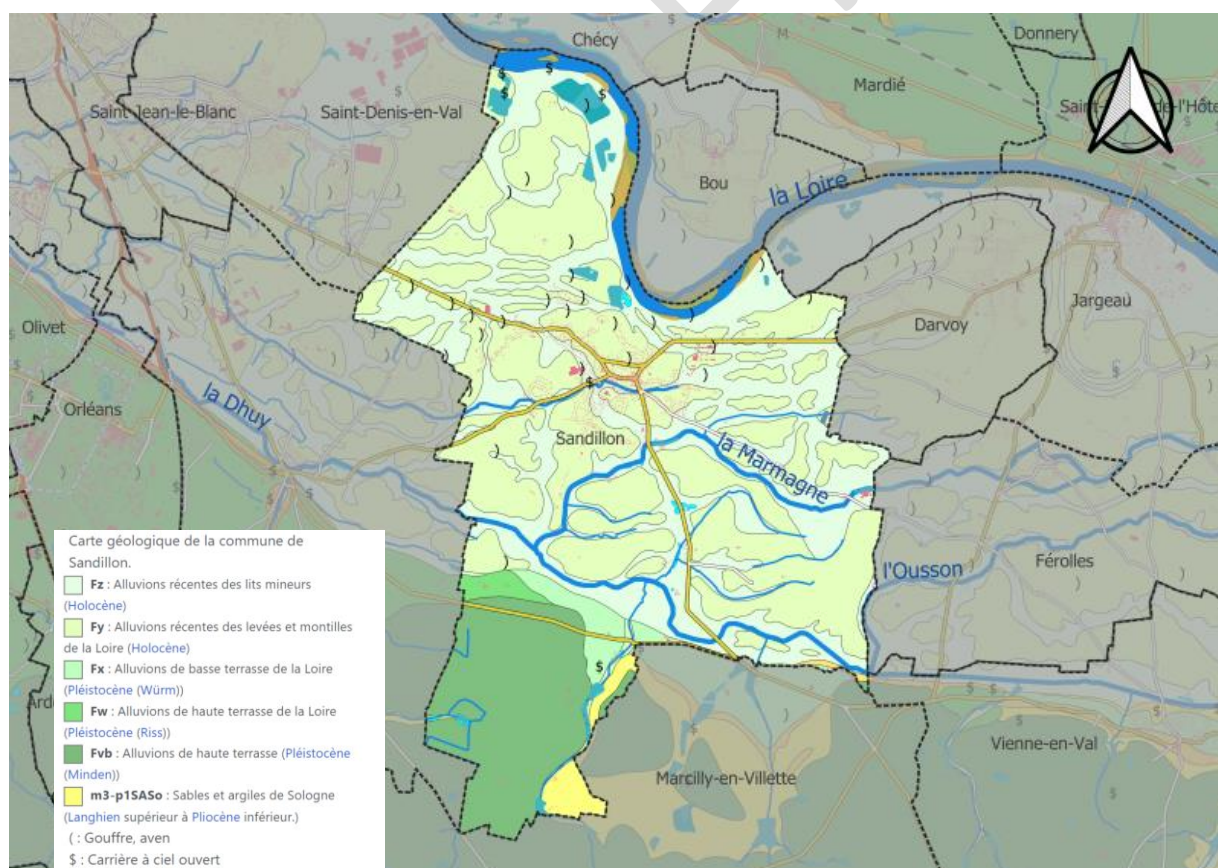 Chécy
Donnery
Mardié
Saint-Jean-le-Blanc
Saint-Denis-en-Val
Bou
la Loire
Jargeau
Darvoy
Olivet
la Dhuy
Orléans
Sandillon
la Marmagne
l'Ousson
Férolles
Vienne-en-Val
Marcilly-en-Villette
Carte géologique de la commune de
Sandillon.
Fz : Alluvions récentes des lits mineurs
(Holocène)
Fy : Alluvions récentes des levées et montilles
de la Loire (Holocène)
Fx : Alluvions de basse terrasse de la Loire
(Pléistocène (Würm))
Fw : Alluvions de haute terrasse de la Loire
(Pléistocène (Riss))
Fvb : Alluvions de haute terrasse (Pléistocène
(Minden))
m3-p1SASo : Sables et argiles de Sologne
(Langhien supérieur à Pliocène inférieur.)
( : Gouffre, aven
$ : Carrière à ciel ouvert